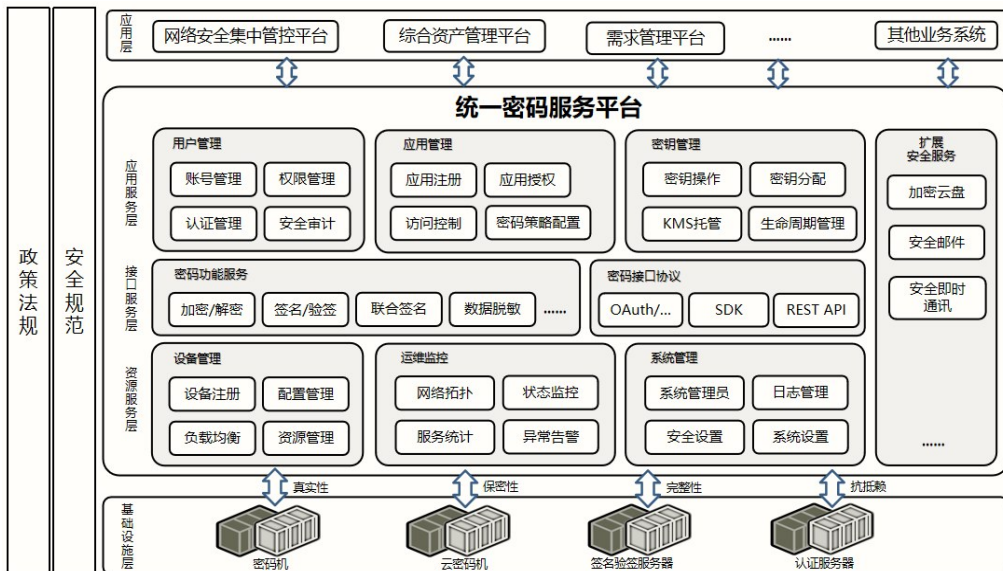 政策法规
安全规范
应用层
网络安全集中管控平台
综合资产管理平台
需求管理平台
......
其他业务系统
统一密码服务平台
应用服务层
用户管理
账号管理
权限管理
认证管理
安全审计
应用管理
应用注册
应用授权
访问控制
密码策略配置
密钥管理
密钥操作
密钥分配
KMS托管
生命周期管理
扩展
安全服务
加密云盘
安全邮件
安全即时
通讯
......
接口服务层
密码功能服务
加密/解密
签名/验签
联合签名
数据脱敏
......
密码接口协议
OAuth/...
SDK
REST API
资源服务层
设备管理
设备注册
配置管理
负载均衡
资源管理
运维监控
网络拓扑
状态监控
服务统计
异常告警
系统管理
系统管理员
日志管理
安全设置
系统设置
真实性
保密性
完整性
抗抵赖
基础设施层
密码机
云密码机
签名验签服务器
认证服务器